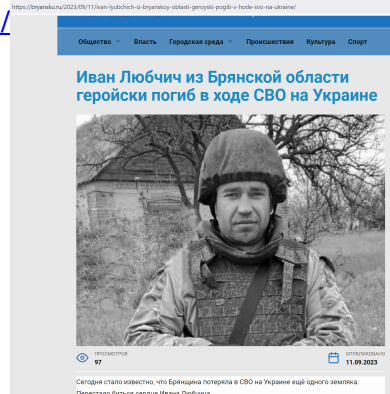 https://bryansku.ru/2023/09/11/ivan-lyubchich-iz-bryanskoy-oblasti-geroyski-pogib-v-hode-svo-na-ukraine/
/
Общество Власть Городская среда Происшествия Культура Спорт
Иван Любчич из Брянской области
геройски погиб в ходе СВО на Украине
ПРОСМОТРОВ
97
ОПУБЛИКОВАНО
11.09.2023
Сегодня стало известно, что Брянщина потеряла в СВО на Украине ещё одного земляка.
Перестало биться сердце Ивана Любчича